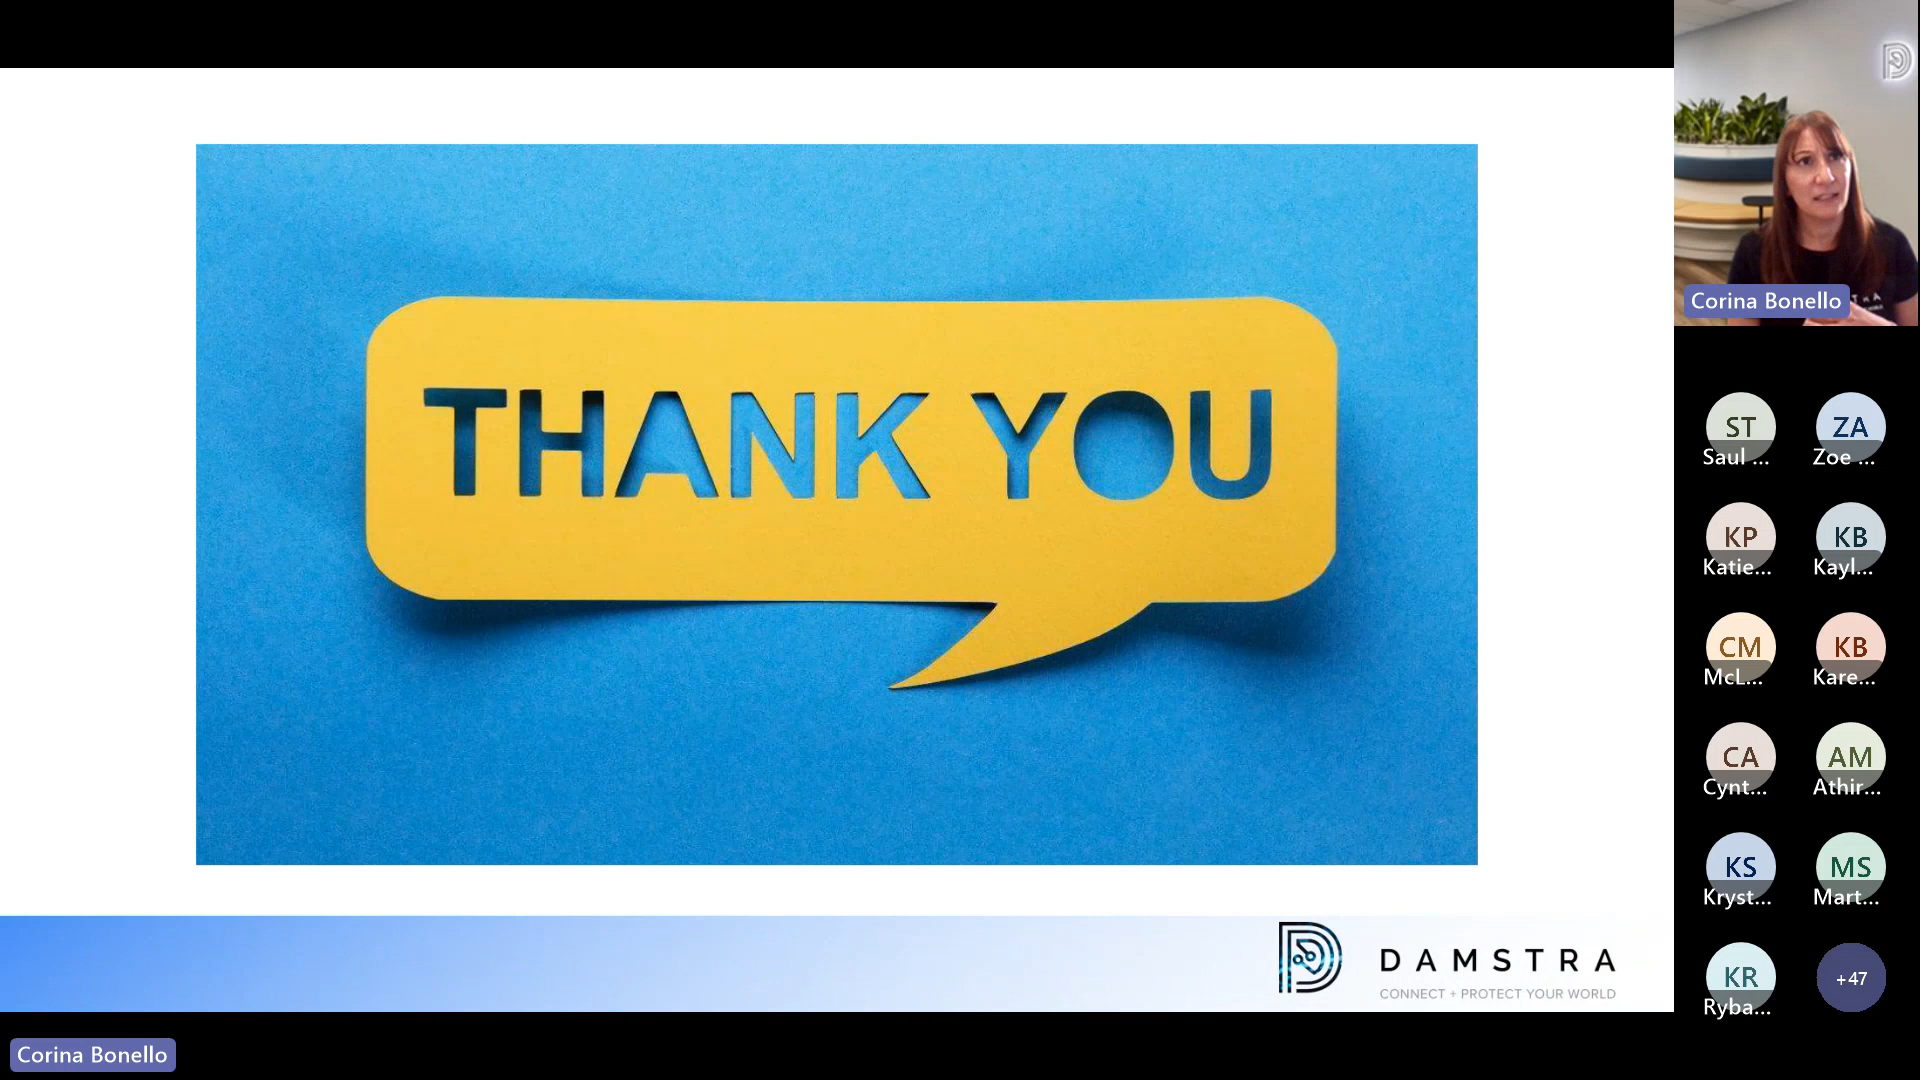 THANK YOU
DAMSTRA
CONNECT + PROTECT YOUR WORLD
Corina Bonello
Corina Bonello
ST
Saul ...
ZA
Zoe ...
KP
Katie...
KB
Kayl...
CM
McL...
KB
Kare...
CA
Cynt...
AM
Athir...
KS
Kryst...
MS
Mart...
KR
Ryba...
+47